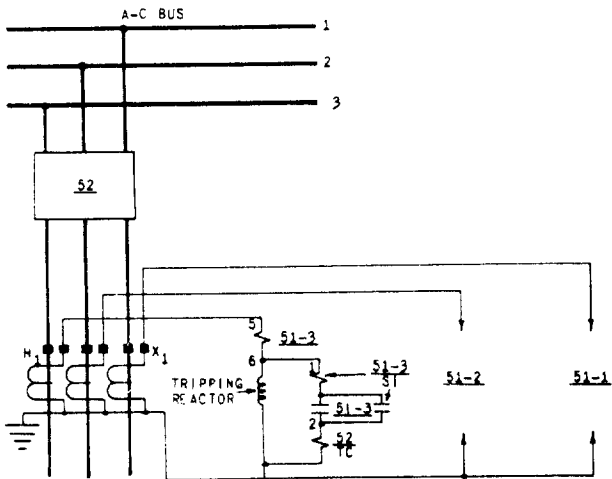 A-C BUS
1
2
3
52
H1
X1
5
51-3
6
1
51-3
SI
TRIPPING
REACTOR
51-3
2
52
TC
51-2
51-1